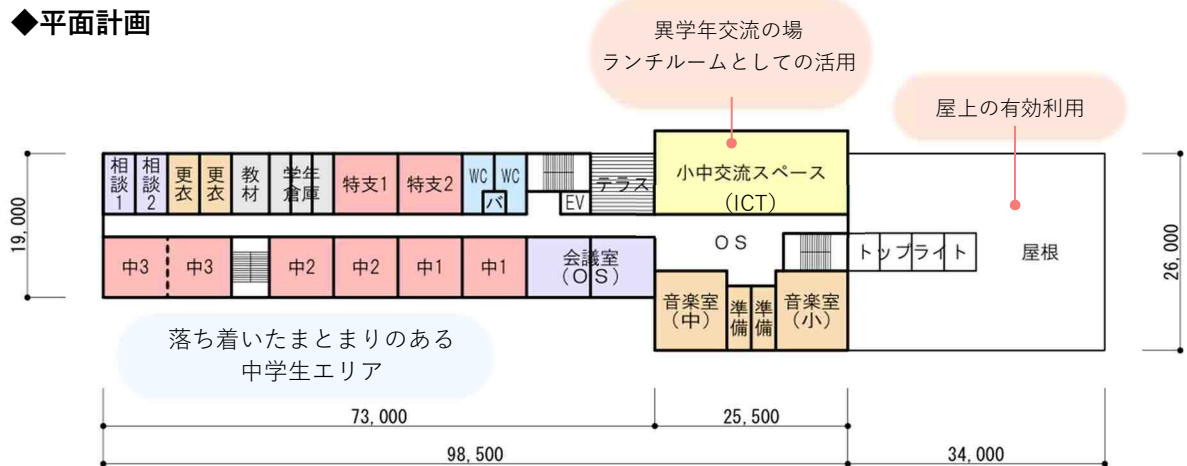 ◆平面計画
異学年交流の場
ランチルームとしての活用
屋上の有効利用
相談1
相談2
更衣
更衣
教材
学年倉庫
特支1
特支2
WC
WC
バ
EV
テラス
小中交流スペース
(ICT)
OS
トップライト
屋根
中3
中3
中2
中2
中1
中1
会議室
(OS)
音楽室
(中)
準備
準備
音楽室
(小)
落ち着いたまとまりのある
中学生エリア
19,000
26,000
73,000
25,500
98,500
34,000